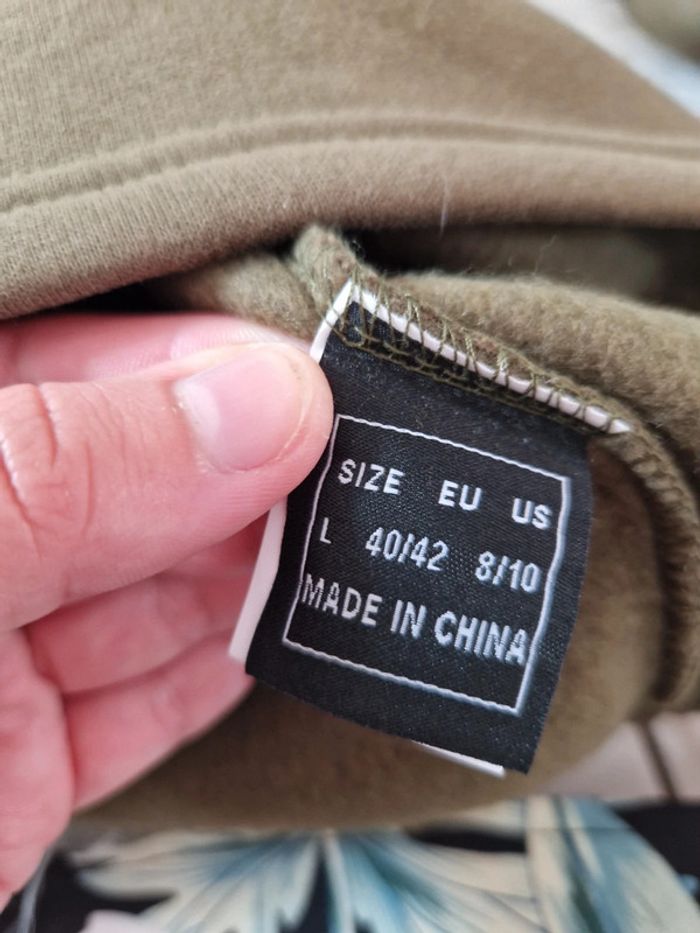 SIZE EU US
L 40/42 8/10
MADE IN CHINA